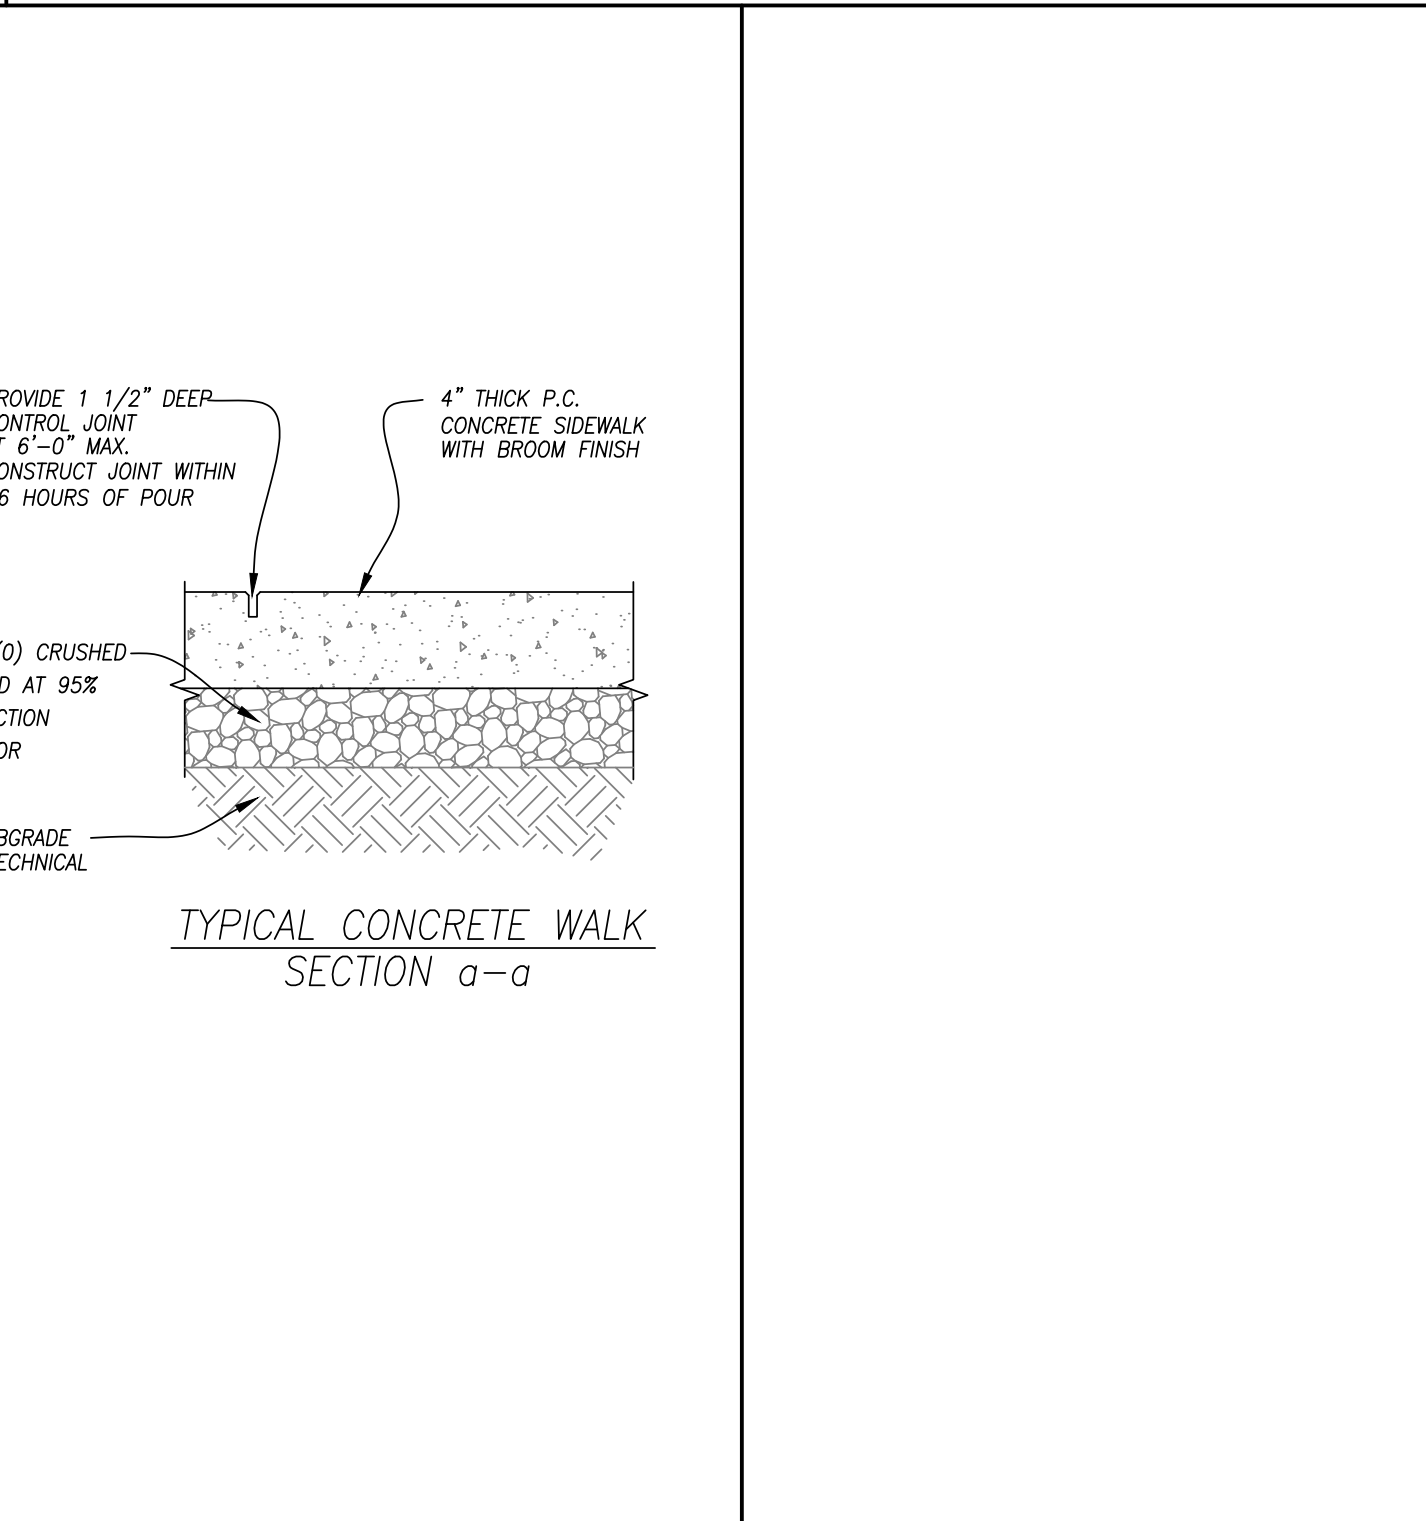 ROVIDE 1 1/2" DEEP
ONTROL JOINT
T 6'-0" MAX.
ONSTRUCT JOINT WITHIN
6 HOURS OF POUR
4" THICK P.C.
CONCRETE SIDEWALK
WITH BROOM FINISH
(0) CRUSHED
D AT 95%
CTION
OR
BGRADE
ECHNICAL
TYPICAL CONCRETE WALK
SECTION a-a